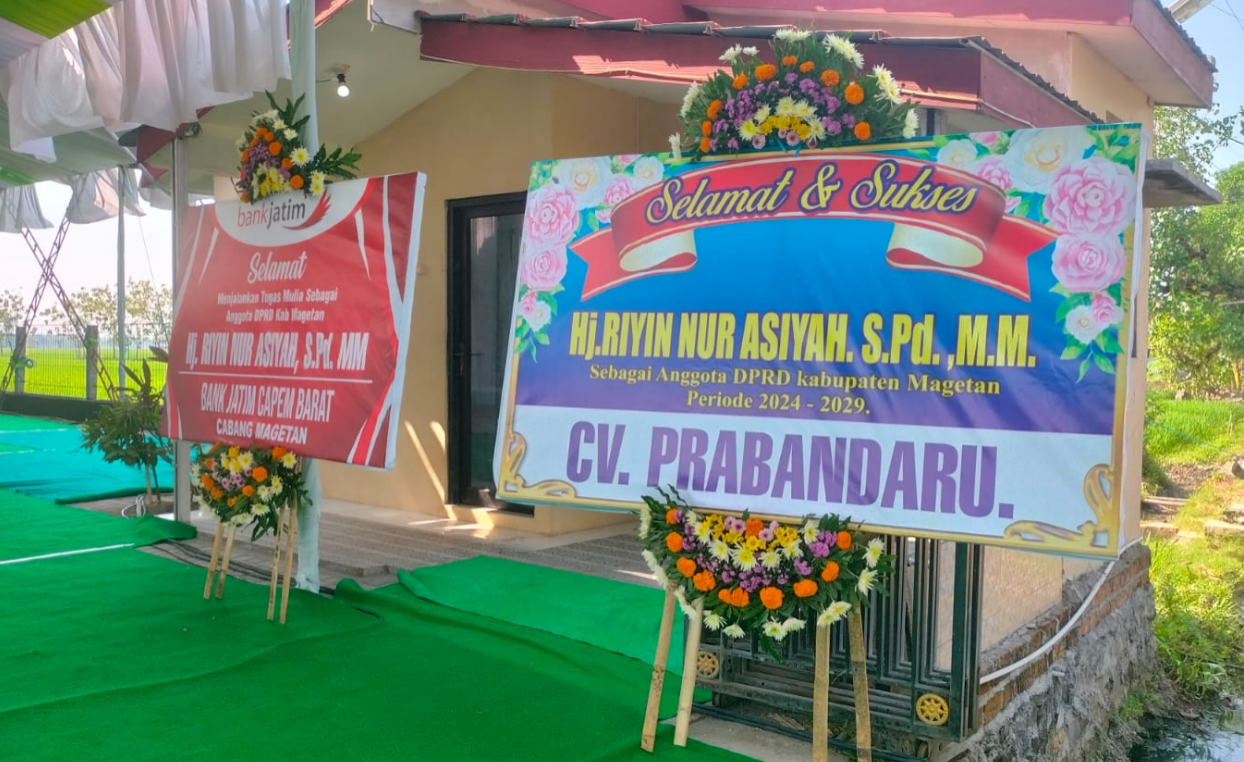 bankjatim
Selamat
Menjalankan Tugas Mulia Sebagai
Anggota DPRD Kab Magetan
Hj. RIYIN NUR ASIYAH, S.Pd. MM
BANK JATIM CAPEM BARAT
CABANG MAGETAN
Selamat & Sukses
Hj.RIYIN NUR ASIYAH. S.Pd. ,M.M.
Sebagai Anggota DPRD kabupaten Magetan
Periode 2024 - 2029.
CV. PRABANDARU.